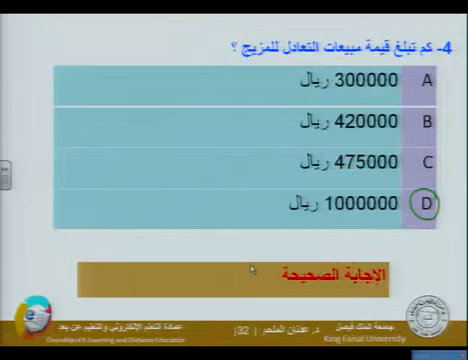 4- كم تبلغ قيمة مبيعات التعادل للمزيج ؟
A 300000 ريال
B 420000 ريال
C 475000 ريال
D 1000000 ريال
الإجابة الصحيحة
جامعة الملك فيصل
King Faisal University
د. عدنان الملحم |32|
عمادة التعلم الإلكتروني والتعليم عن بعد
Deanship of E-Learning and Distance Education